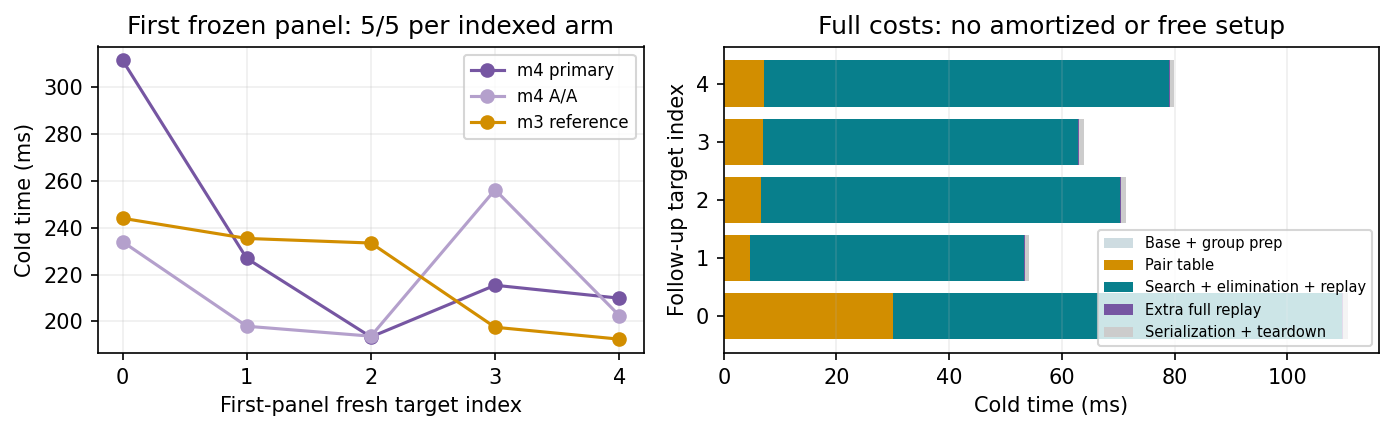 First frozen panel: 5/5 per indexed arm
Cold time (ms)
300
280
260
240
220
200
m4 primary
m4 A/A
m3 reference
0 1 2 3 4
First-panel fresh target index
Full costs: no amortized or free setup
Follow-up target index
4
3
2
1
0
Base + group prep
Pair table
Search + elimination + replay
Extra full replay
Serialization + teardown
0 20 40 60 80 100
Cold time (ms)